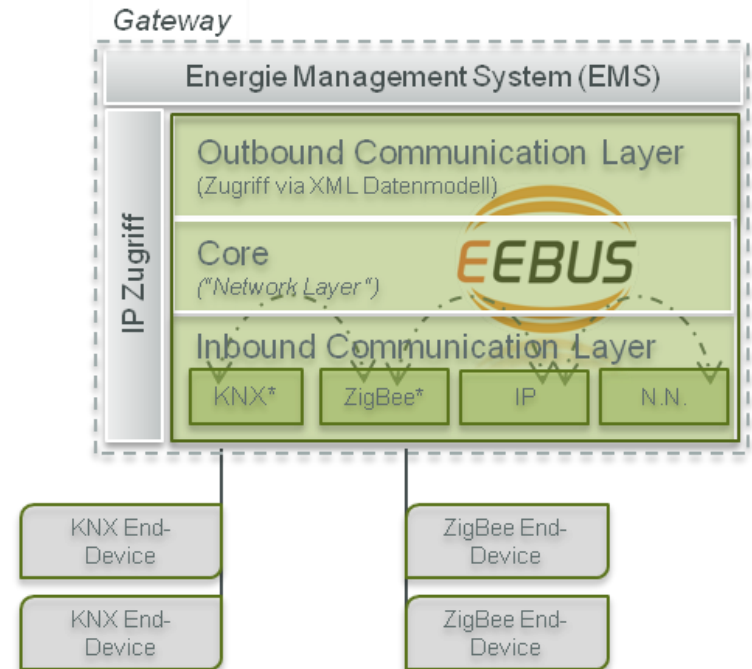 Gateway
Energie Management System (EMS)
IP Zugriff
Outbound Communication Layer
(Zugriff via XML Datenmodell)
Core
("Network Layer")
EEBUS
Inbound Communication Layer
KNX*
ZigBee*
IP
N.N.
KNX End-
Device
ZigBee End-
Device
KNX End-
Device
ZigBee End-
Device